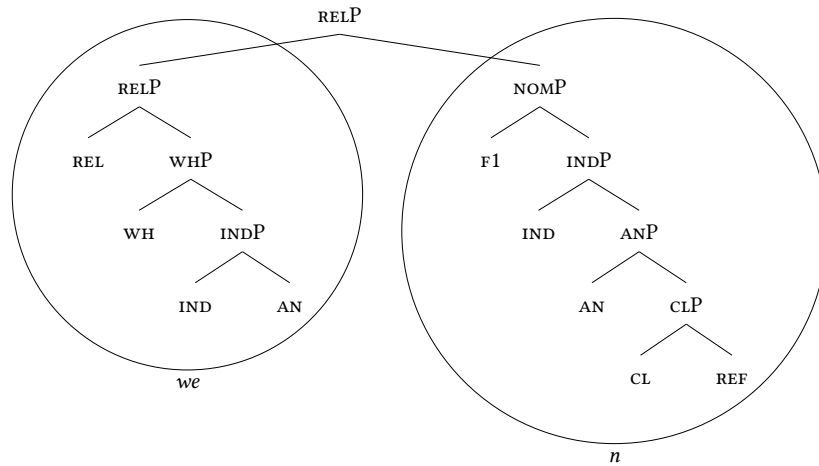 RELP
RELP NOMP
REL WHP F1 INDP
WH INDP IND ANP
IND AN AN CLP
CL REF
we
n